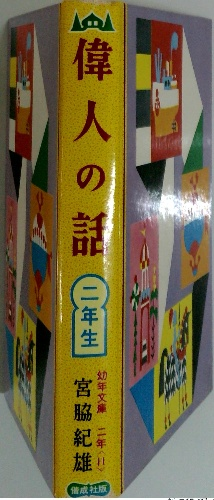 偉人の話
二年生
幼年文庫 二年(11)
宮脇紀雄
偕成社版